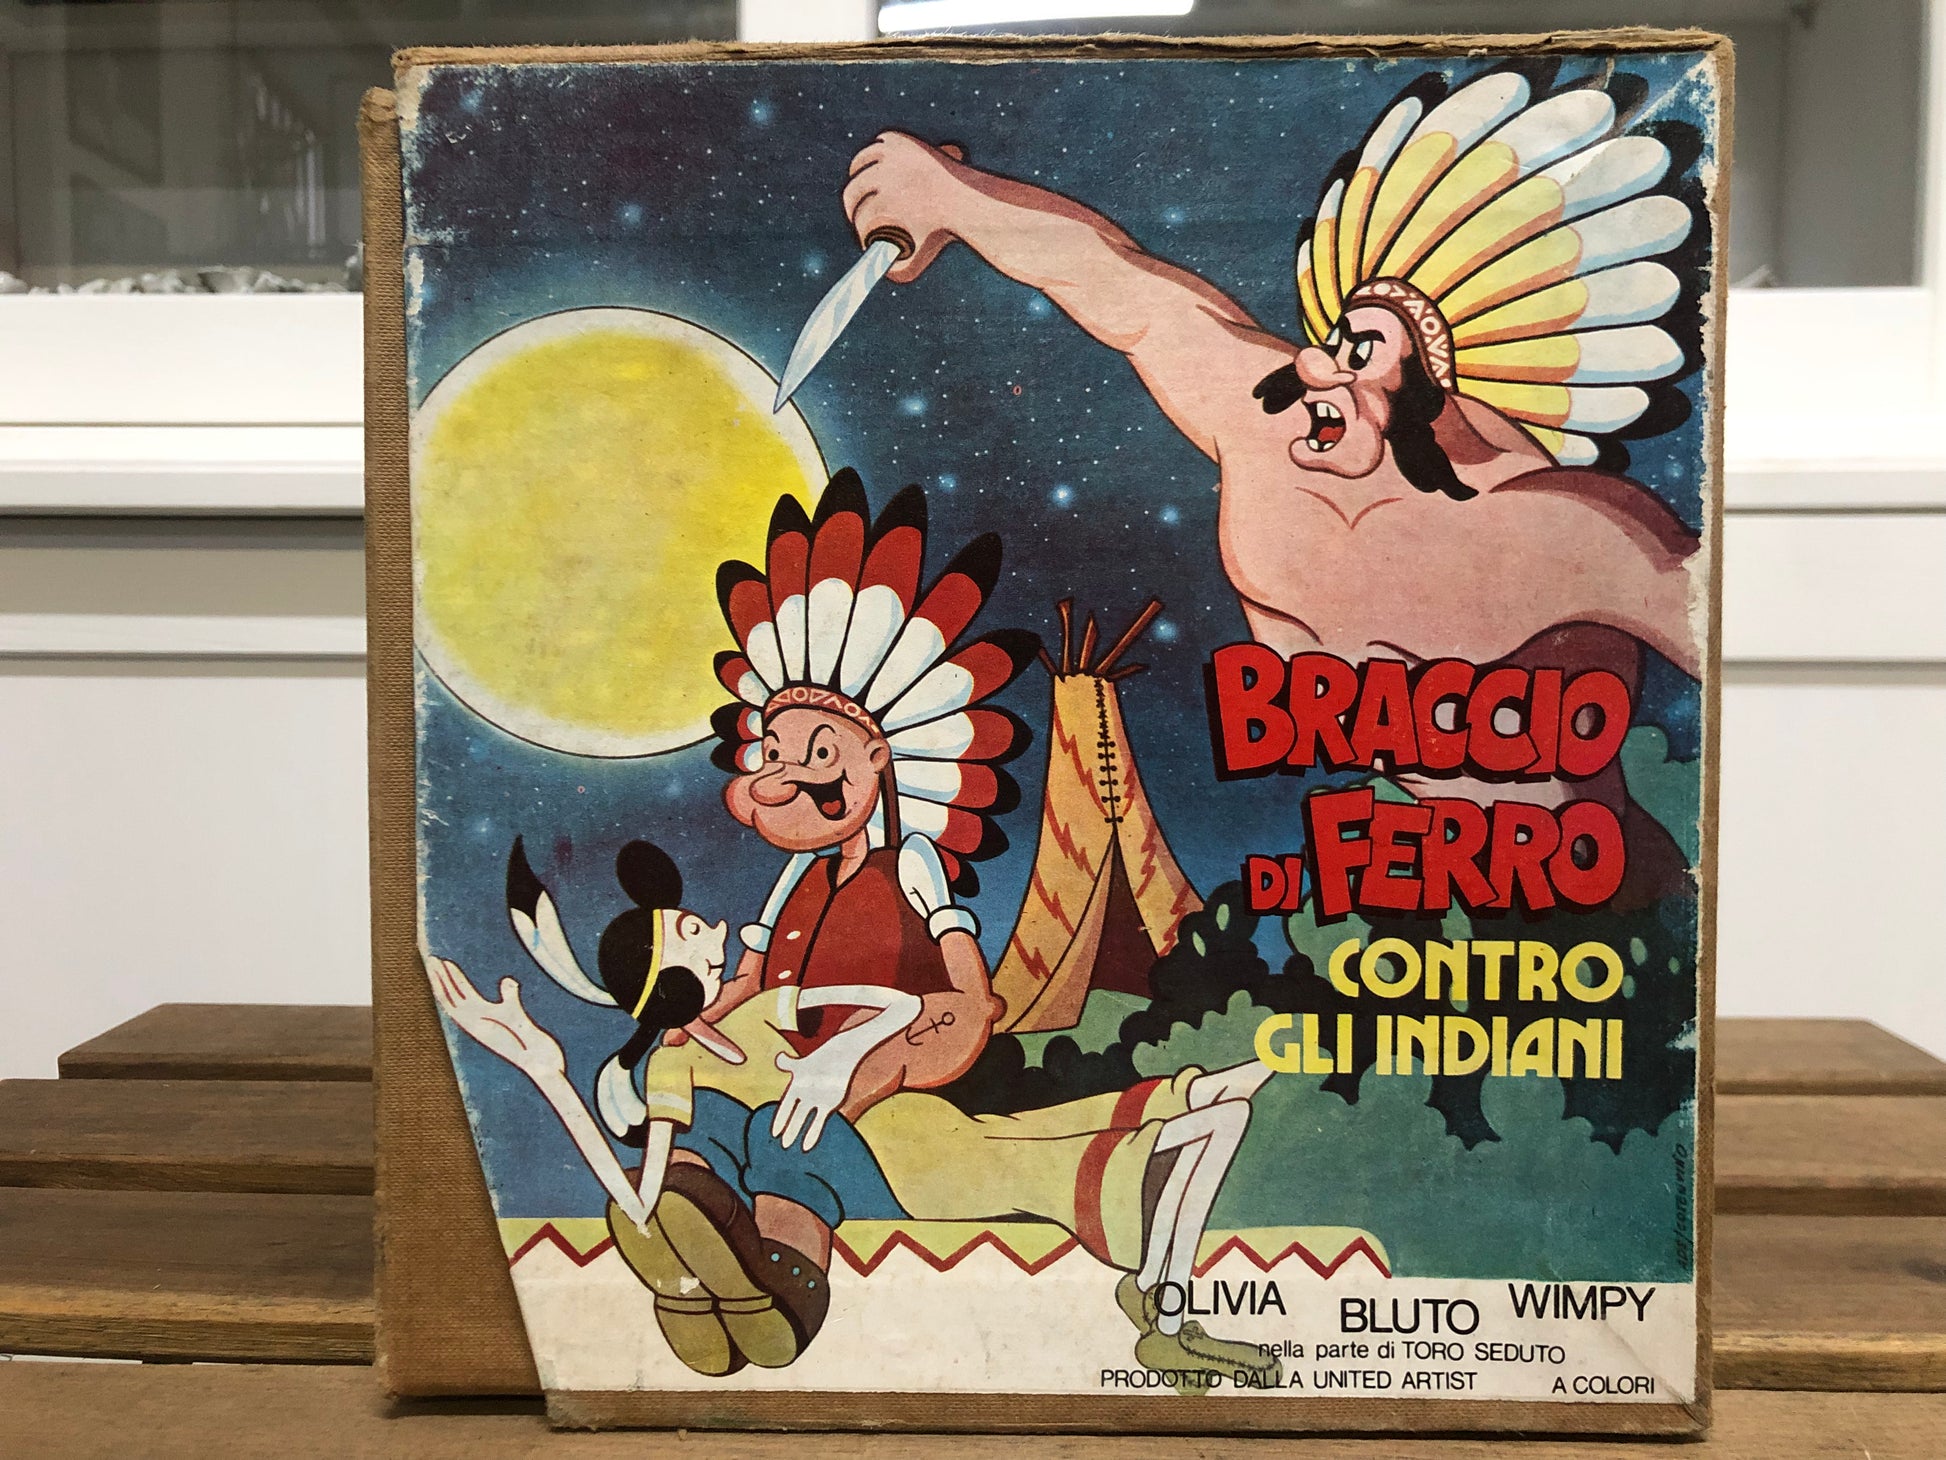 BRACCIO
DI FERRO
CONTRO
GLI INDIANI
OLIVIA BLUTO WIMPY
nella parte di TORO SEDUTO
PRODOTTO DALLA UNITED ARTIST A COLORI